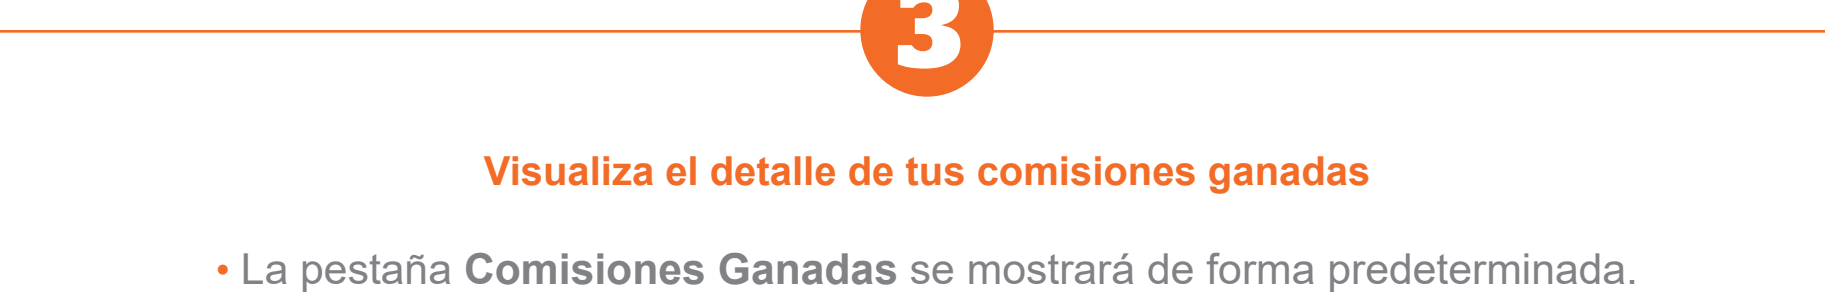 3
Visualiza el detalle de tus comisiones ganadas
• La pestaña Comisiones Ganadas se mostrará de forma predeterminada.